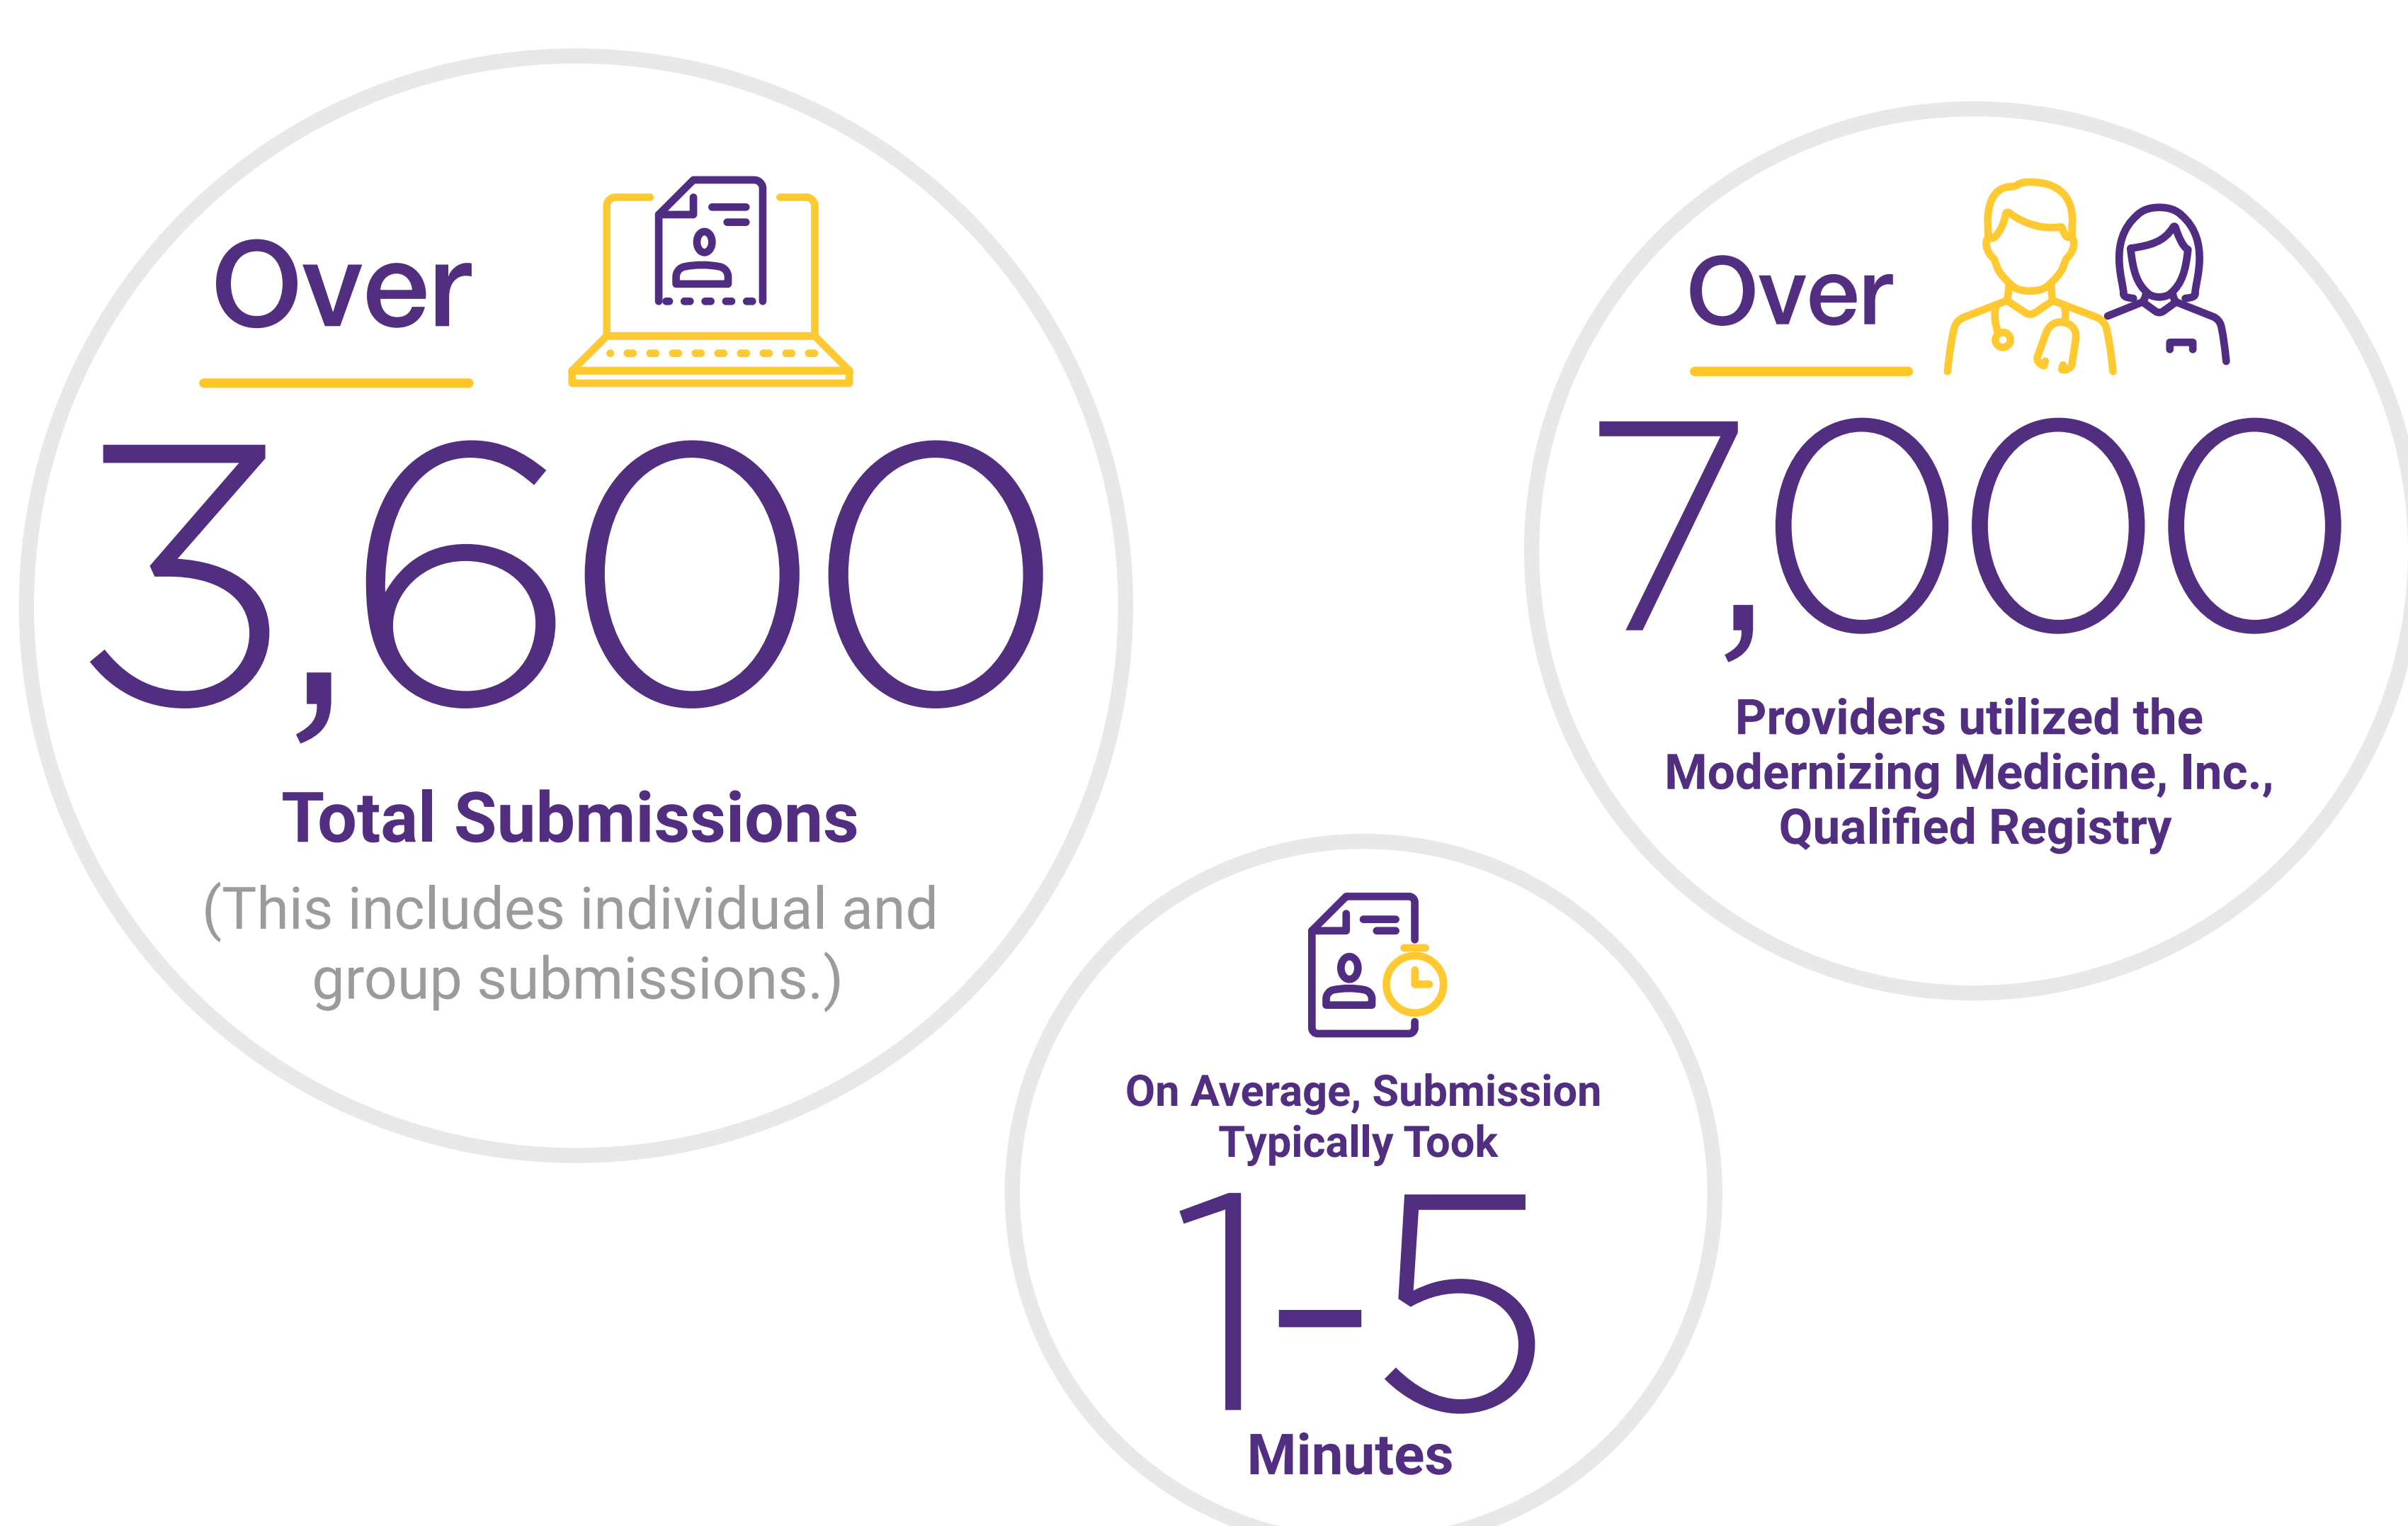 Over
3,600
Total Submissions
(This includes individual and
group submissions.)
Over
7,000
Providers utilized the
Modernizing Medicine, Inc.,
Qualified Registry
On Average, Submission
Typically Took
1–5
Minutes